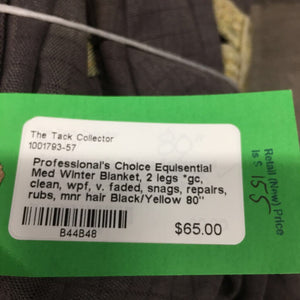 The Tack Collector
1001793-57
Professional's Choice Equisential
Med Winter Blanket, 2 legs *gc,
clean, wpf, v. faded, snags, repairs,
rubs, mnr hair Black/Yellow 80"
B44B48
$65.00
80"
Retail (New) Price
is $ 155